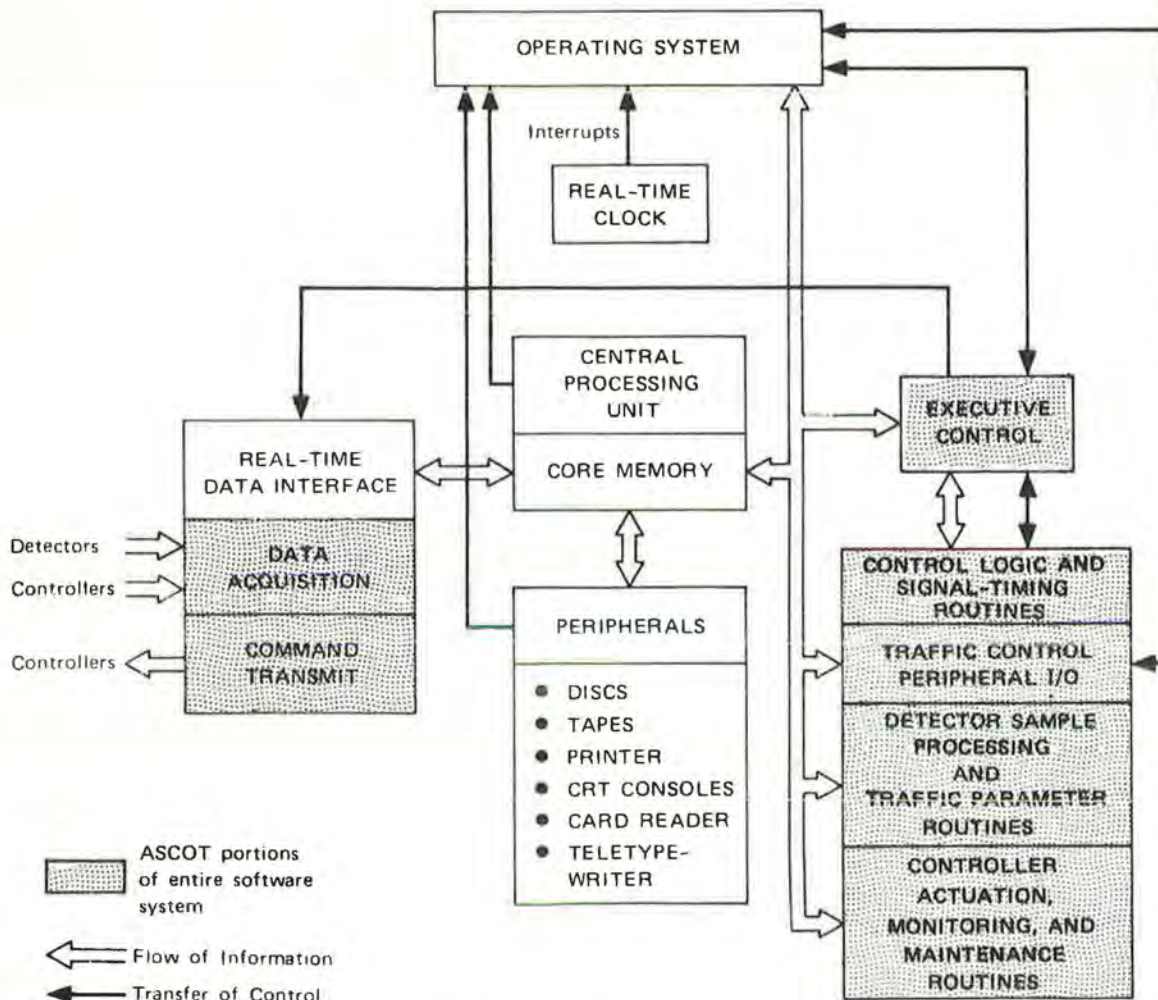 OPERATING SYSTEM
Interrupts
REAL-TIME
CLOCK
CENTRAL
PROCESSING
UNIT
EXECUTIVE
CONTROL
REAL-TIME
DATA INTERFACE
CORE MEMORY
Detectors
DATA
ACQUISITION
Controllers
CONTROL LOGIC AND
SIGNAL-TIMING
ROUTINES
Controllers
COMMAND
TRANSMIT
PERIPHERALS
TRAFFIC CONTROL
PERIPHERAL I/O
● DISCS
● TAPES
● PRINTER
● CRT CONSOLES
● CARD READER
● TELETYPE-
WRITER
DETECTOR SAMPLE
PROCESSING
AND
TRAFFIC PARAMETER
ROUTINES
CONTROLLER
ACTUATION,
MONITORING, AND
MAINTENANCE
ROUTINES
ASCOT portions
of entire software
system
Flow of Information
Transfer of Control